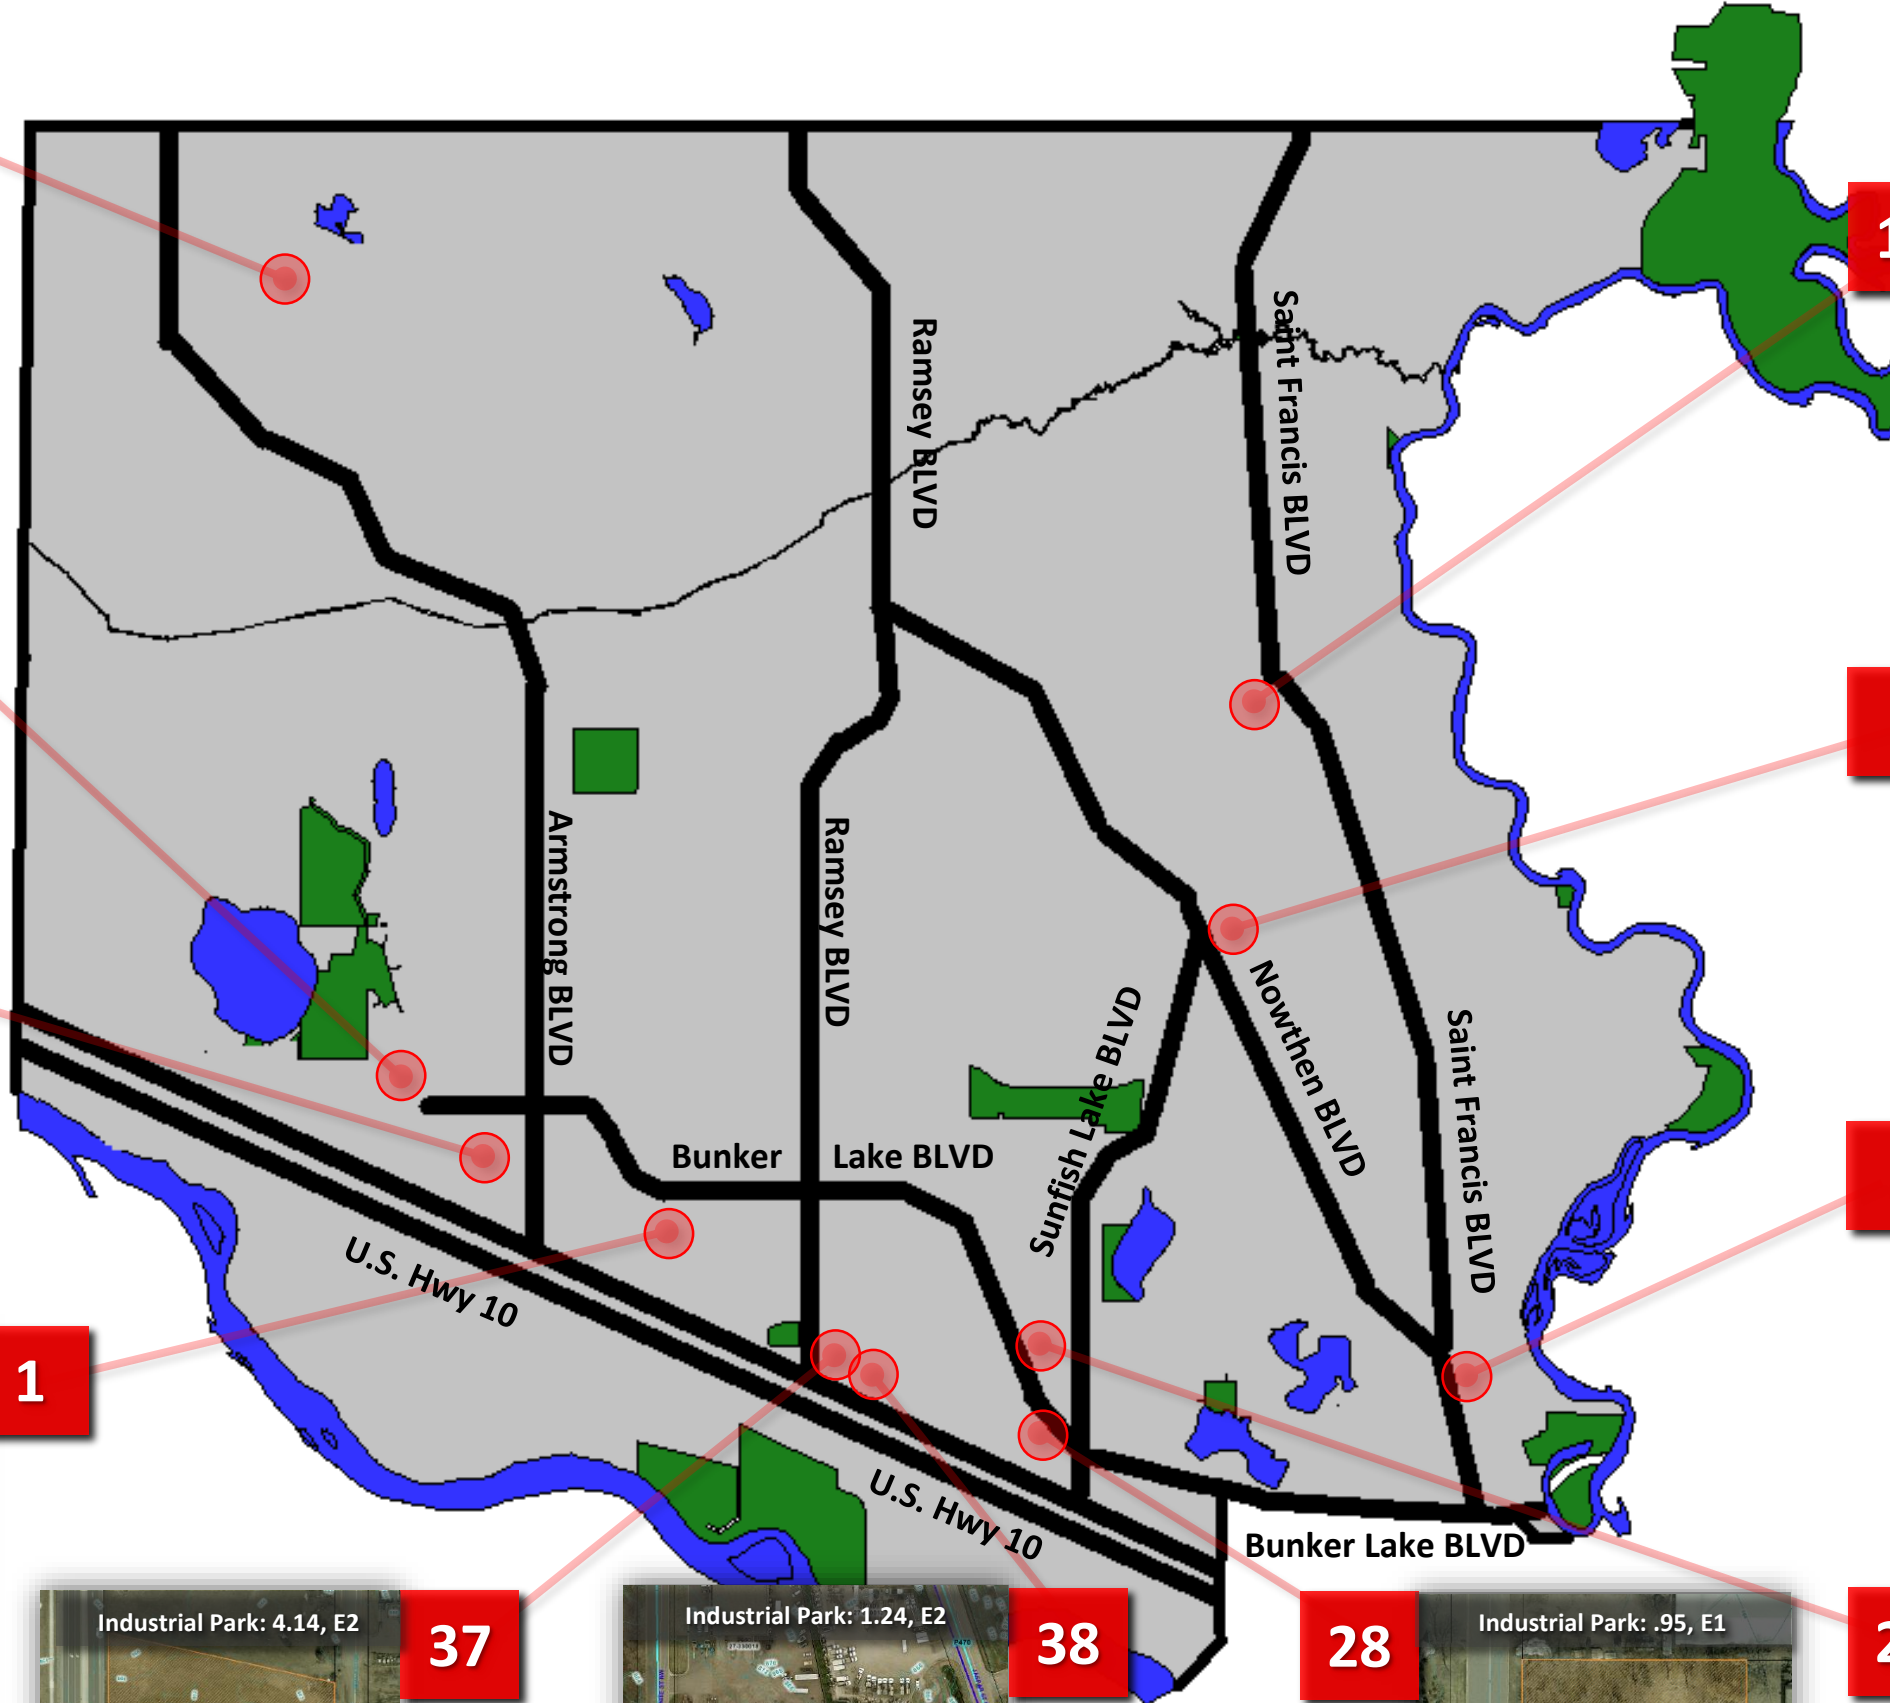 Ramsey BLVD
Saint Francis BLVD
Armstrong BLVD
Ramsey BLVD
Nowthen BLVD
Sunfish Lake BLVD
Saint Francis BLVD
Bunker Lake BLVD
U.S. Hwy 10
1
U.S. Hwy 10
Bunker Lake BLVD
Industrial Park: 4.14, E2
37
Industrial Park: 1.24, E2
38
28
Industrial Park: .95, E1